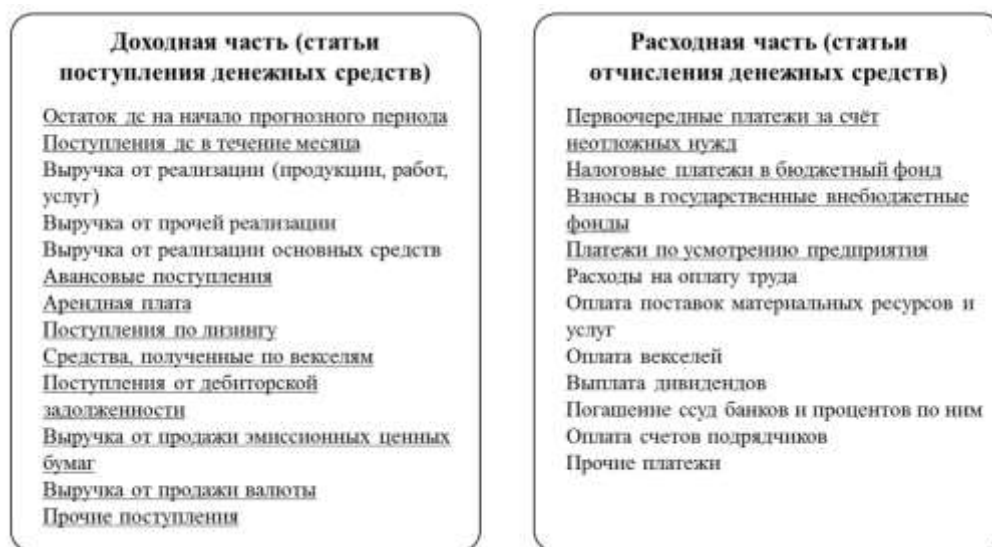 Доходная часть (статьи
поступления денежных средств)
Остаток дс на начало прогнозного периода
Поступления дс в течение месяца
Выручка от реализации (продукции, работ,
услуг)
Выручка от прочей реализации
Выручка от реализации основных средств
Авансовые поступления
Арендная плата
Поступления по лизингу
Средства, полученные по векселям
Поступления от дебиторской
задолженности
Выручка от продажи эмиссионных ценных
бумаг
Выручка от продажи валюты
Прочие поступления
Расходная часть (статьи
отчисления денежных средств)
Первоочередные платежи за счёт
неотложных нужд
Налоговые платежи в бюджетный фонд
Взносы в государственные внебюджетные
фонды
Платежи по усмотрению предприятия
Расходы на оплату труда
Оплата поставок материальных ресурсов и
услуг
Оплата векселей
Выплата дивидендов
Погашение ссуд банков и процентов по ним
Оплата счетов подрядчиков
Прочие платежи